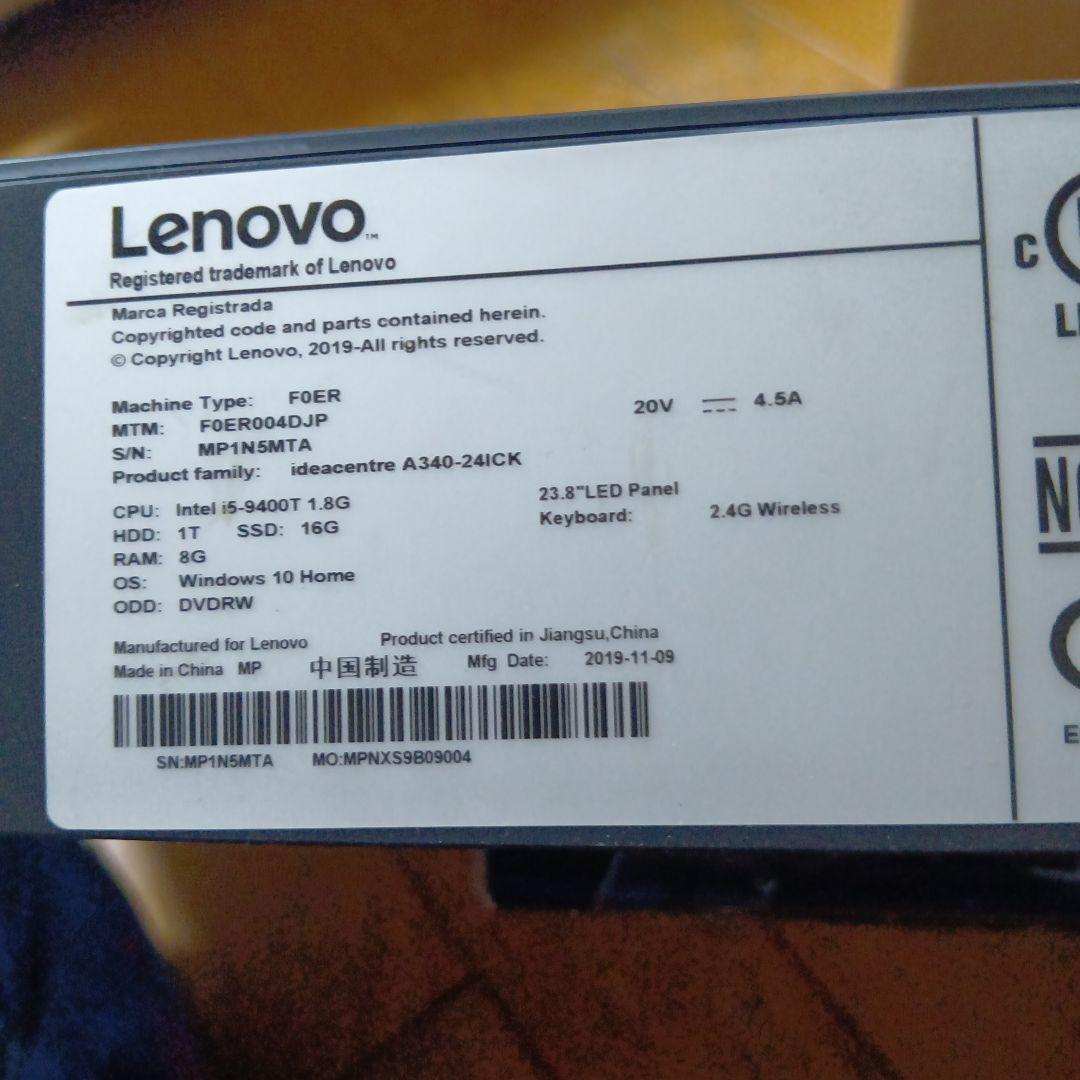 Lenovo™
Registered trademark of Lenovo
Marca Registrada
Copyrighted code and parts contained herein.
© Copyright Lenovo, 2019-All rights reserved.
Machine Type: F0ER
20V 4.5A
MTM: F0ER004DJP
S/N: MP1N5MTA
Product family: ideacentre A340-24ICK
CPU: Intel i5-9400T 1.8G
23.8"LED Panel
HDD: 1T SSD: 16G
Keyboard: 2.4G Wireless
RAM: 8G
OS: Windows 10 Home
ODD: DVDRW
Manufactured for Lenovo Product certified in Jiangsu,China
Made in China MP 中国制造 Mfg Date: 2019-11-09
SN:MP1N5MTA MO:MPNXS9B09004
C